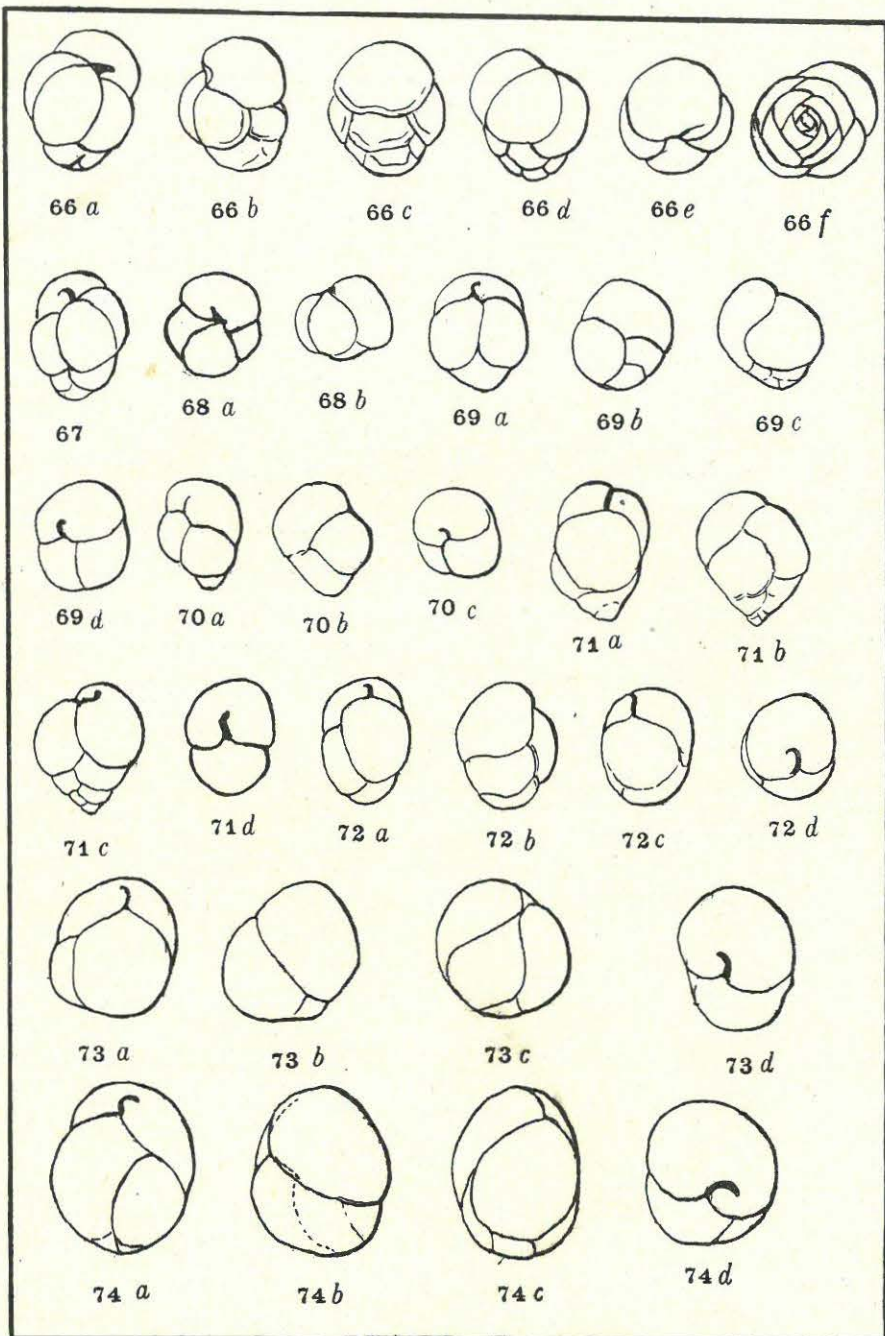 66 a 66 b 66 c 66 d 66 e 66 f
67 68 a 68 b 69 a 69 b 69 c
69 d 70 a 70 b 70 c 71 a 71 b
71 c 71 d 72 a 72 b 72 c 72 d
73 a 73 b 73 c 73 d
74 a 74 b 74 c 74 d